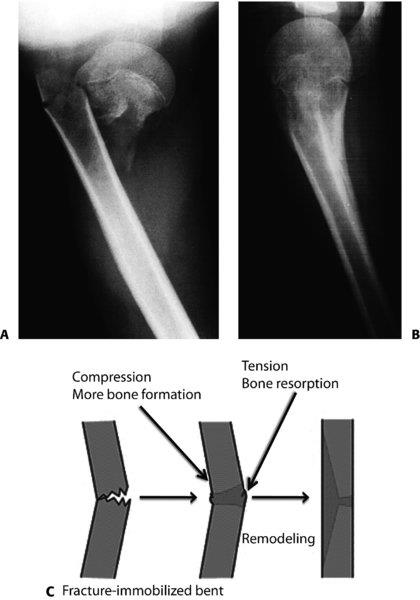 A
B
Compression
More bone formation
Tension
Bone resorption
Remodeling
C Fracture-immobilized bent